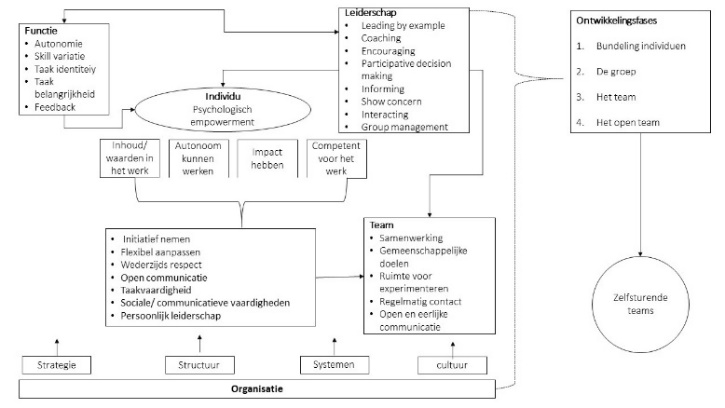 Functie
• Autonomie
• Skill variatie
• Taak identiteiy
• Taak
belangrijkheid
• Feedback
Leiderschap
• Leading by example
• Coaching
• Encouraging
• Participative decision
making
• Informing
• Show concern
• Interacting
• Group management
Ontwikkelingsfases
1. Bundeling individuen
2. De groep
3. Het team
4. Het open team
Individu
Psychologisch
empowerment
Inhoud/
waarden in
het werk
Autonoom
kunnen
werken
Impact
hebben
Competent
voor het
werk
• Initiatief nemen
• Flexibel aanpassen
• Wederzijds respect
• Open communicatie
• Taakvaardigheid
• Sociale/ communicatieve vaardigheden
• Persoonlijk leiderschap
Team
• Samenwerking
• Gemeenschappelijke
doelen
• Ruimte voor
experimenteren
• Regelmatig contact
• Open en eerlijke
communicatie
Zelfsturende
teams
Strategie
Structuur
Systemen
cultuur
Organisatie